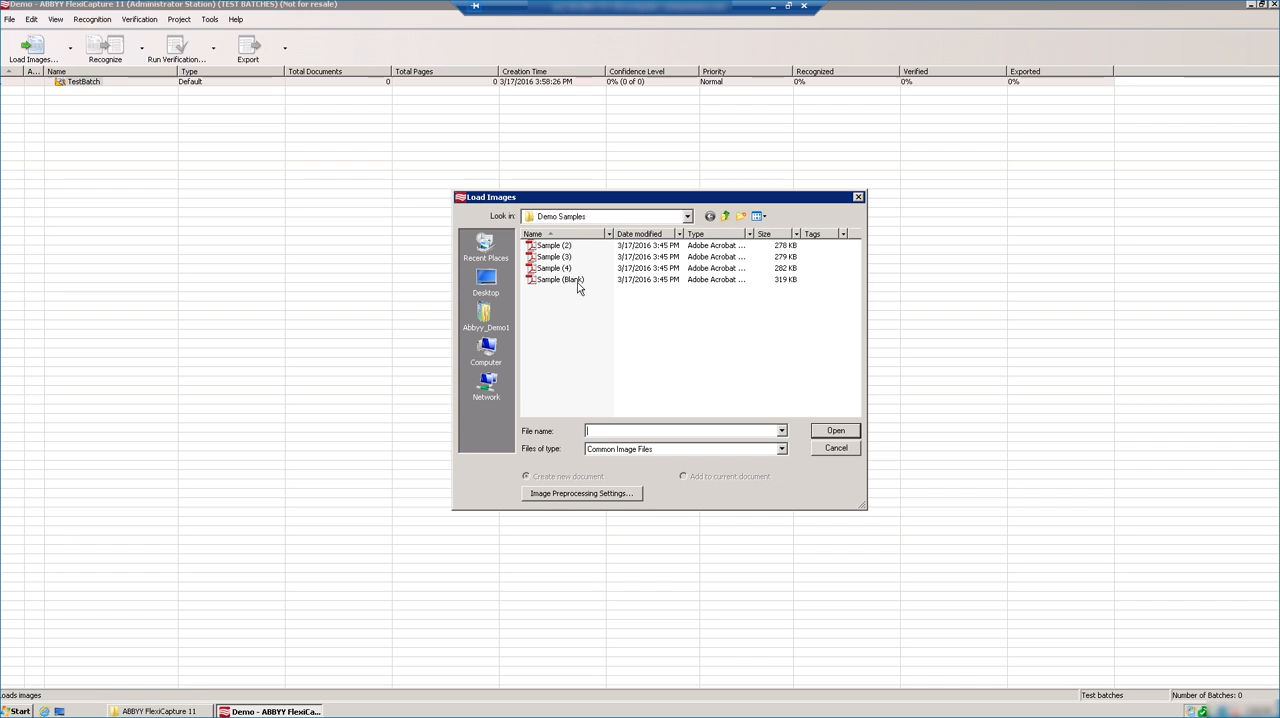 Demo - ABBYY FlexiCapture 11 (Administrator Station) (TEST BATCHES) (Not for resale)
File Edit View Recognition Verification Project Tools Help
Load Images... Recognize Run Verification... Export
A... Name Type Total Documents Total Pages Creation Time Confidence Level Priority Recognized Verified Exported
TestBatch Default 0 0 3/17/2016 3:58:26 PM 0% (0 of 0) Normal 0% 0% 0%
Load Images
Look in: Demo Samples
Name Date modified Type Size Tags
Sample (2) 3/17/2016 3:45 PM Adobe Acrobat ... 278 KB
Sample (3) 3/17/2016 3:45 PM Adobe Acrobat ... 279 KB
Sample (4) 3/17/2016 3:45 PM Adobe Acrobat ... 282 KB
Sample (Blank) 3/17/2016 3:45 PM Adobe Acrobat ... 319 KB
Recent Places
Desktop
Abbyy_Demo1
Computer
Network
File name: Open
Files of type: Common Image Files Cancel
Create new document Add to current document
Image Preprocessing Settings...
oads images Test batches Number of Batches: 0
Start ABBYY FlexiCapture 11 Demo - ABBYY FlexiCa...